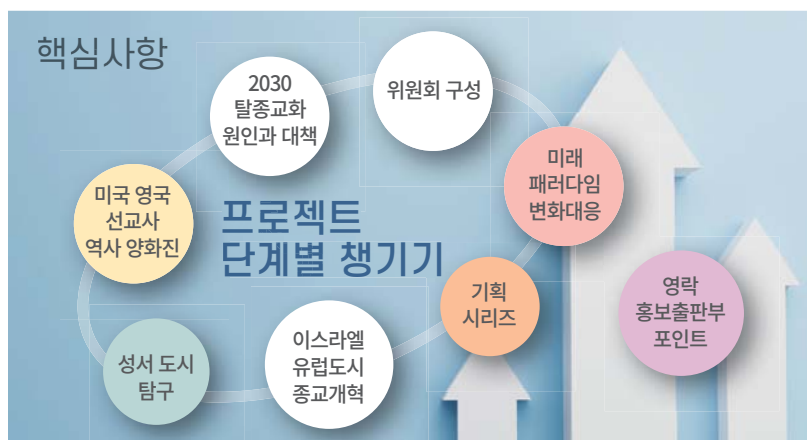 핵심사항
2030
탈종교화
원인과 대책
위원회 구성
미래
패러다임
변화대응
미국 영국
선교사
역사 양화진
프로젝트
단계별 챙기기
기획
시리즈
영락
홍보출판부
포인트
성서 도시
탐구
이스라엘
유럽도시
종교개혁